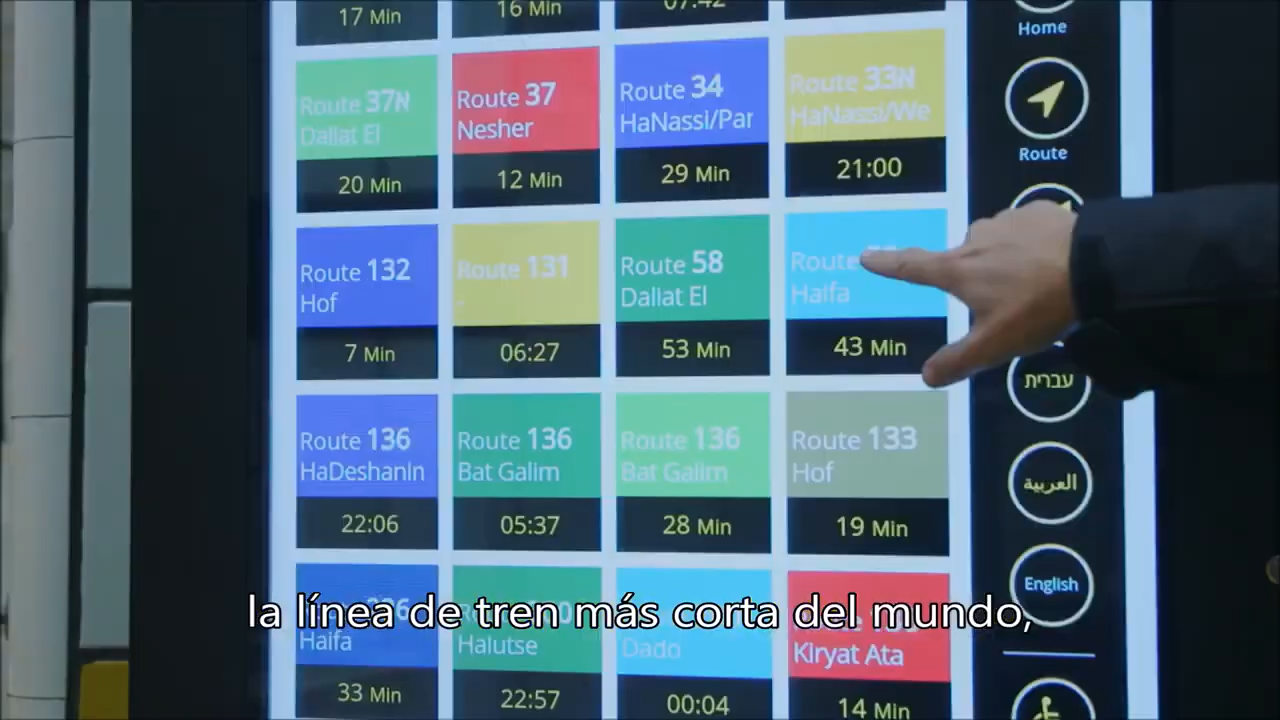 17 Min
16 Min
07:42
Home
Route 37א
Daliat El
20 Min
Route 37
Nesher
12 Min
Route 34
HaNassi/Par
29 Min
Route 33א
HaNassi/We
21:00
Route
Route 132
Hof
7 Min
Route 131
-
06:27
Route 58
Daliat El
53 Min
Route
Haifa
43 Min
עברית
Route 136
HaDeshanin
22:06
Route 136
Bat Galim
05:37
Route 136
Bat Galim
28 Min
Route 133
Hof
19 Min
العربية
English
Haifa
33 Min
Halutse
22:57
Dado
00:04
Kiryat Ata
14 Min
la línea de tren más corta del mundo,